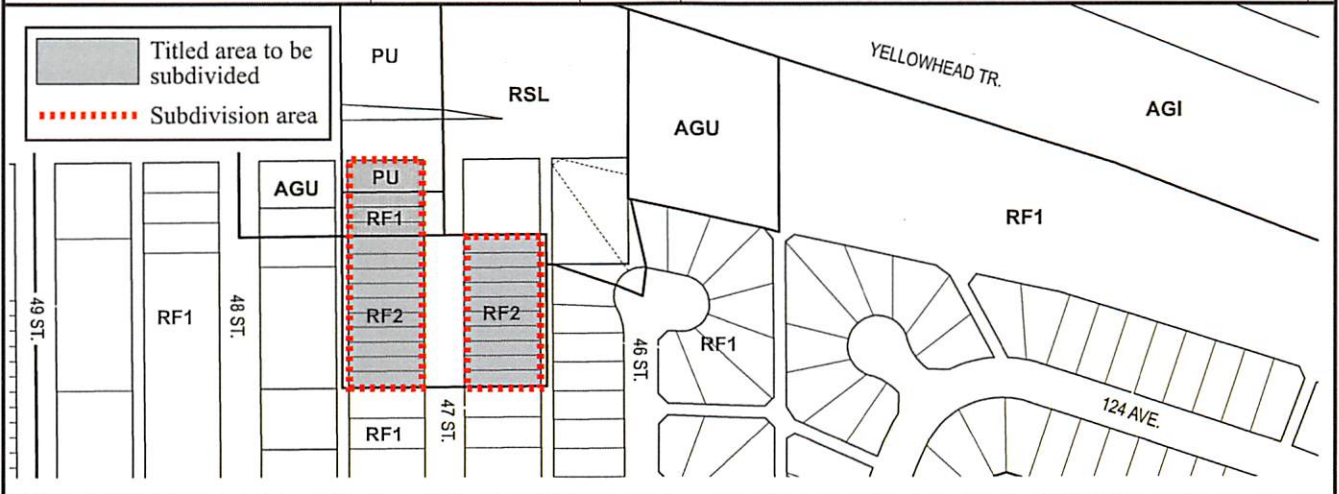 Titled area to be
subdivided
Subdivision area
PU
RSL
YELLOWHEAD TR.
AGI
AGU
AGU
PU
RF1
RF1
49 ST.
RF1
48 ST.
RF2
RF2
46 ST.
RF1
47 ST.
RF1
124 AVE.